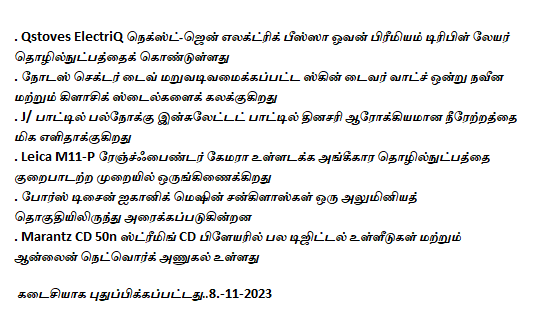 . Qstoves ElectriQ நெக்ஸ்ட்-ஜென் எலக்ட்ரிக் பீஸ்ஸா ஓவன் பிரீமியம் டிரிபிள் லேயர்
தொழில்நுட்பத்தைக் கொண்டுள்ளது
. நோடஸ் செக்டர் டைவ் மறுவடிவமைக்கப்பட்ட ஸ்கின் டைவர் வாட்ச் ஒன்று நவீன
மற்றும் கிளாசிக் ஸ்டைல்களைக் கலக்குகிறது
. J/ பாட்டில் பல்நோக்கு இன்சுலேட்டட் பாட்டில் தினசரி ஆரோக்கியமான நீரேற்றத்தை
மிக எளிதாக்குகிறது
. Leica M11-P ரேஞ்ச்ஃபைண்டர் கேமரா உள்ளடக்க அங்கீகார தொழில்நுட்பத்தை
குறைபாடற்ற முறையில் ஒருங்கிணைக்கிறது
. போர்ஸ் டிசைன் ஐகானிக் மெஷின் சன்கிளாஸ்கள் ஒரு அலுமினியத்
தொகுதியிலிருந்து அரைக்கப்படுகின்றன
. Marantz CD 50n ஸ்ட்ரீமிங் CD பிளேயரில் பல டிஜிட்டல் உள்ளீடுகள் மற்றும்
ஆன்லைன் நெட்வொர்க் அணுகல் உள்ளது
கடைசியாக புதுப்பிக்கப்பட்டது..8.-11-2023